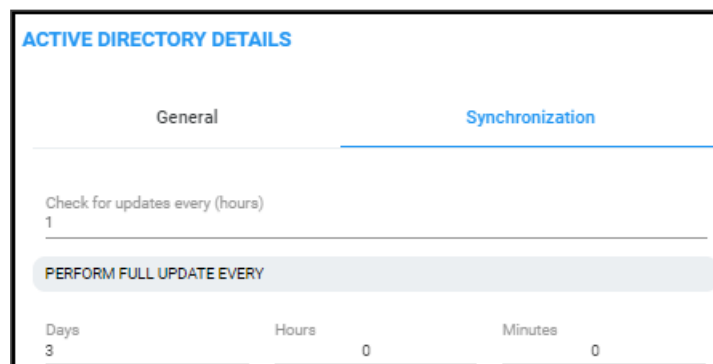 ACTIVE DIRECTORY DETAILS
General Synchronization
Check for updates every (hours)
1
PERFORM FULL UPDATE EVERY
Days Hours Minutes
3 0 0